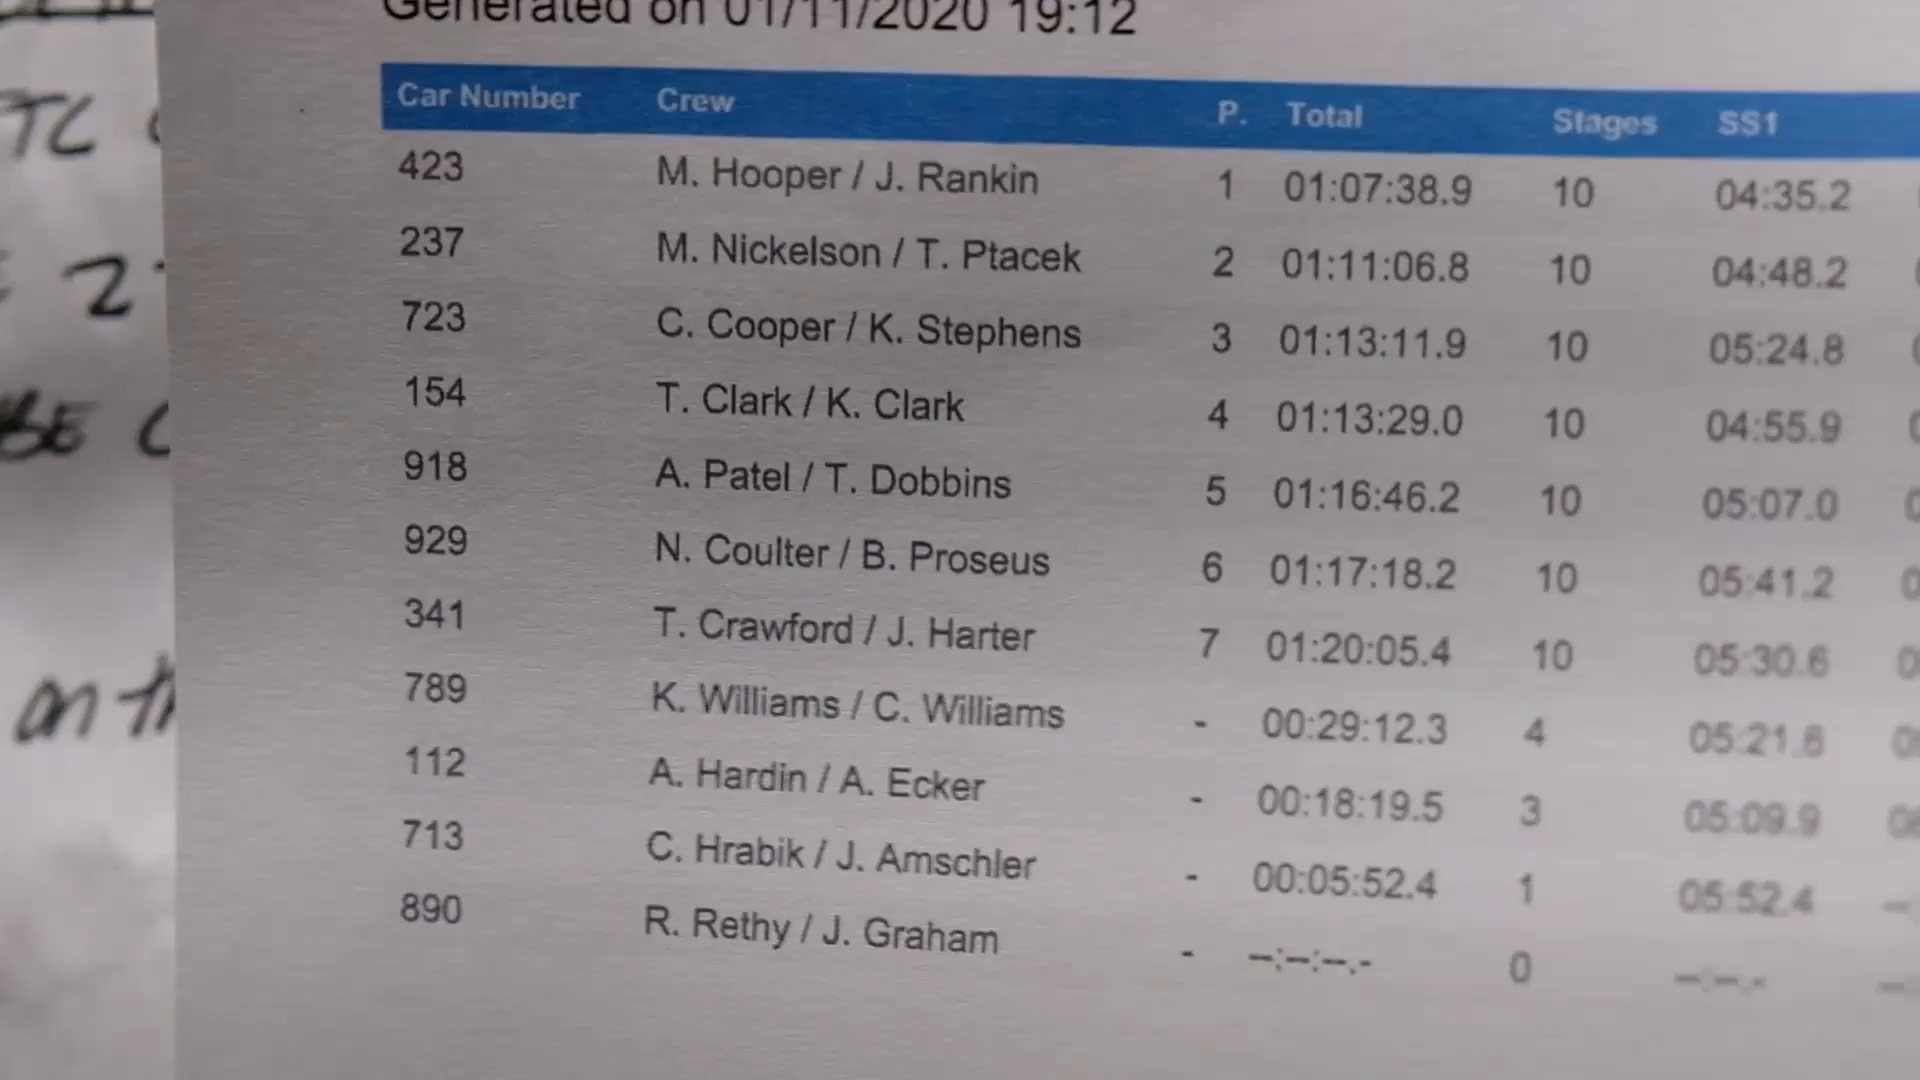 Generated on 01/11/2020 19:12
Car Number Crew P. Total Stages SS1
423 M. Hooper / J. Rankin 1 01:07:38.9 10 04:35.2
237 M. Nickelson / T. Ptacek 2 01:11:06.8 10 04:48.2
723 C. Cooper / K. Stephens 3 01:13:11.9 10 05:24.8
154 T. Clark / K. Clark 4 01:13:29.0 10 04:55.9
918 A. Patel / T. Dobbins 5 01:16:46.2 10 05:07.0
929 N. Coulter / B. Proseus 6 01:17:18.2 10 05:41.2
341 T. Crawford / J. Harter 7 01:20:05.4 10 05:30.6
789 K. Williams / C. Williams - 00:29:12.3 4 05:21.6
112 A. Hardin / A. Ecker - 00:18:19.5 3 05:09.9
713 C. Hrabik / J. Amschler - 00:05:52.4 1 05:52.4
890 R. Rethy / J. Graham - --:--:--.- 0 --:--.-
TC
2
BE
on th